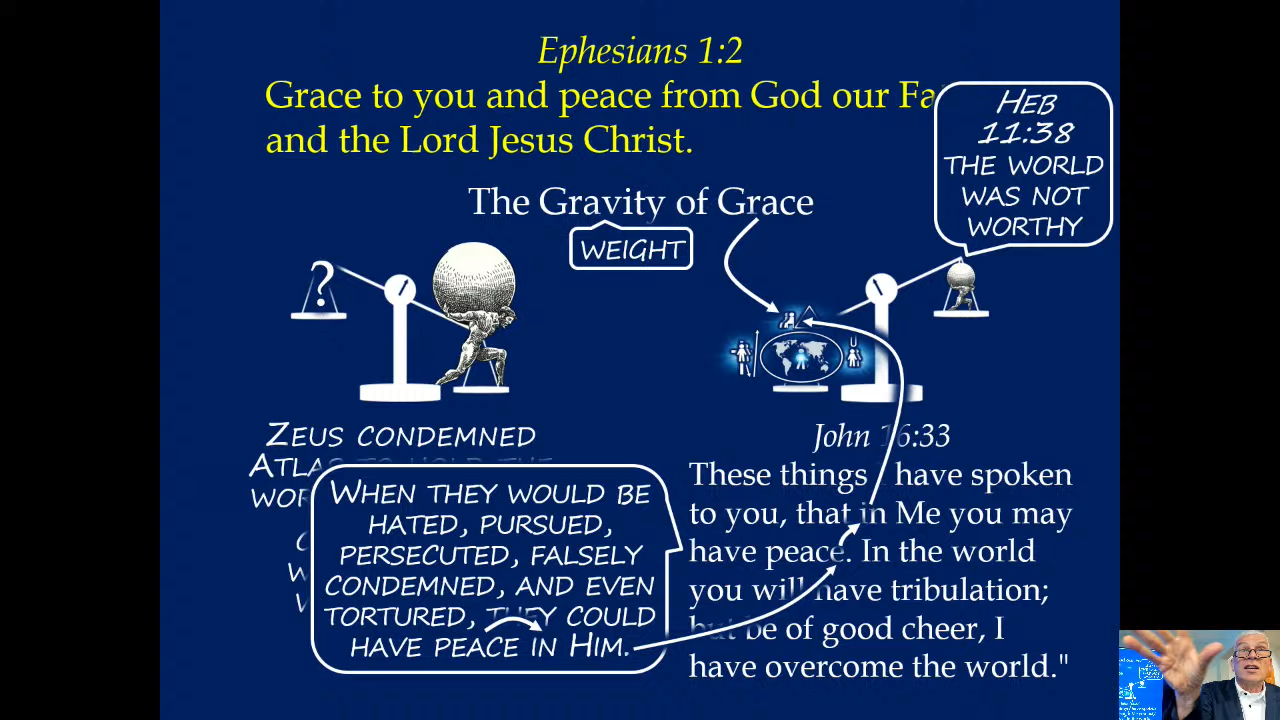 Ephesians 1:2
Grace to you and peace from God our
and the Lord Jesus Christ.
HEB
11:38
THE WORLD
WAS NOT
WORTHY
The Gravity of Grace
WEIGHT
?
ZEUS CONDEMNED
WHEN THEY WOULD BE
HATED, PURSUED,
PERSECUTED, FALSELY
CONDEMNED, AND EVEN
TORTURED, THEY COULD
HAVE PEACE IN HIM.
John 16:33
These things I have spoken
to you, that in Me you may
have peace. In the world
you will have tribulation;
but be of good cheer, I
have overcome the world."